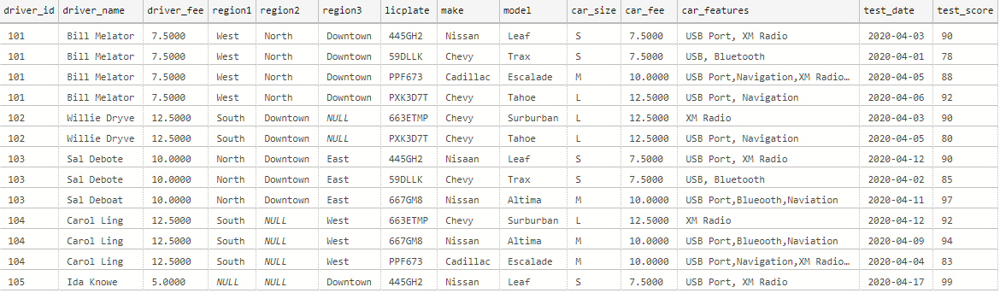 driver_id driver_name driver_fee region1 region2 region3 licplate make model car_size car_fee car_features test_date test_score
101 Bill Melator 7.5000 West North Downtown 445GH2 Nissan Leaf S 7.5000 USB Port, XM Radio 2020-04-03 90
101 Bill Melator 7.5000 West North Downtown 59DLLK Chevy Trax S 7.5000 USB, Bluetooth 2020-04-01 78
101 Bill Melator 7.5000 West North Downtown PPF673 Cadillac Escalade M 10.0000 USB Port,Navigation,XM Radio… 2020-04-05 88
101 Bill Melator 7.5000 West North Downtown PXK3D7T Chevy Tahoe L 12.5000 USB Port, Navigation 2020-04-06 92
102 Willie Dryve 12.5000 South Downtown NULL 663ETMP Chevy Surburban L 12.5000 XM Radio 2020-04-03 90
102 Willie Dryve 12.5000 South Downtown NULL PXK3D7T Chevy Tahoe L 12.5000 USB Port, Navigation 2020-04-05 80
103 Sal Debote 10.0000 North Downtown East 445GH2 Nisaan Leaf S 7.5000 USB Port, XM Radio 2020-04-12 90
103 Sal Debote 10.0000 North Downtown East 59DLLK Chevy Trax S 7.5000 USB, Bluetooth 2020-04-02 85
103 Sal Deboat 10.0000 North Downtown East 667GM8 Nissan Altima M 10.0000 USB Port,Blueooth,Naviation 2020-04-11 97
104 Carol Ling 12.5000 South NULL West 663ETMP Chevy Surburban L 12.5000 XM Radio 2020-04-12 92
104 Carol Ling 12.5000 South NULL West 667GM8 Nissan Altima M 10.0000 USB Port,Blueooth,Naviation 2020-04-09 94
104 Carol Ling 12.5000 South NULL West PPF673 Cadillac Escalade M 10.0000 USB Port,Navigation,XM Radio… 2020-04-04 83
105 Ida Knowe 5.0000 NULL NULL Downtown 445GH2 Nissan Leaf S 7.5000 USB Port, XM Radio 2020-04-17 99